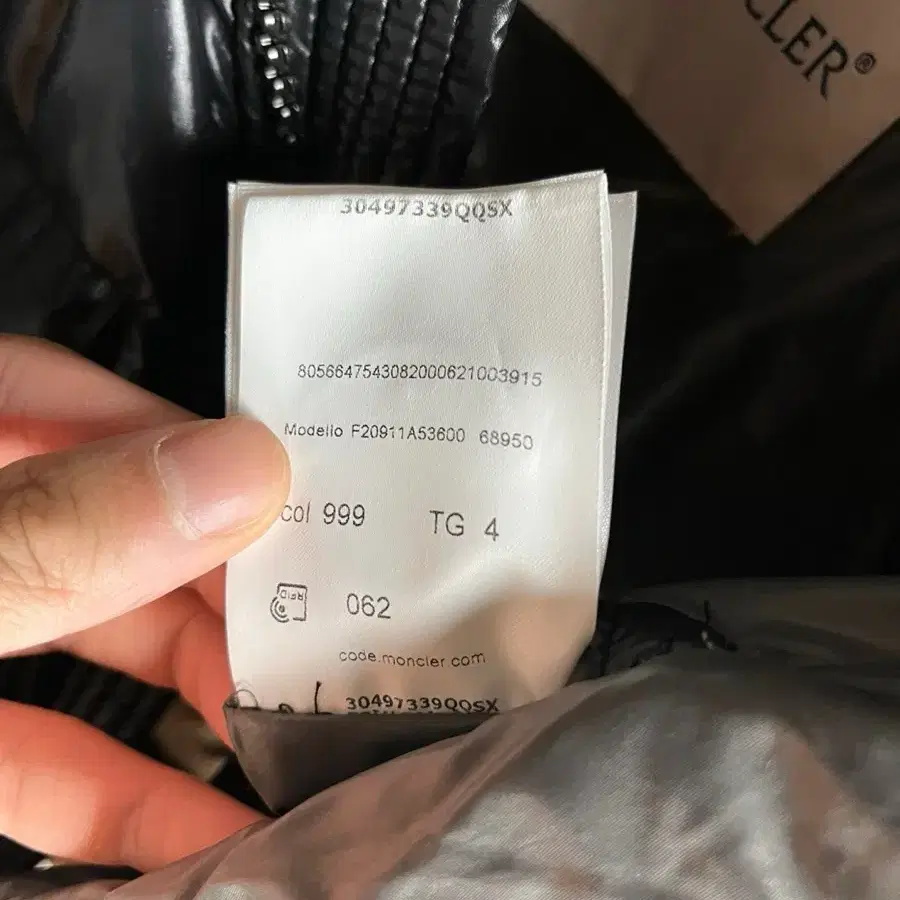 CLER®
30497339QQSX
8056647543082000621003915
Modello F20911A53600 68950
col 999 TG 4
RFID
062
code.moncler.com
30497339QQSX